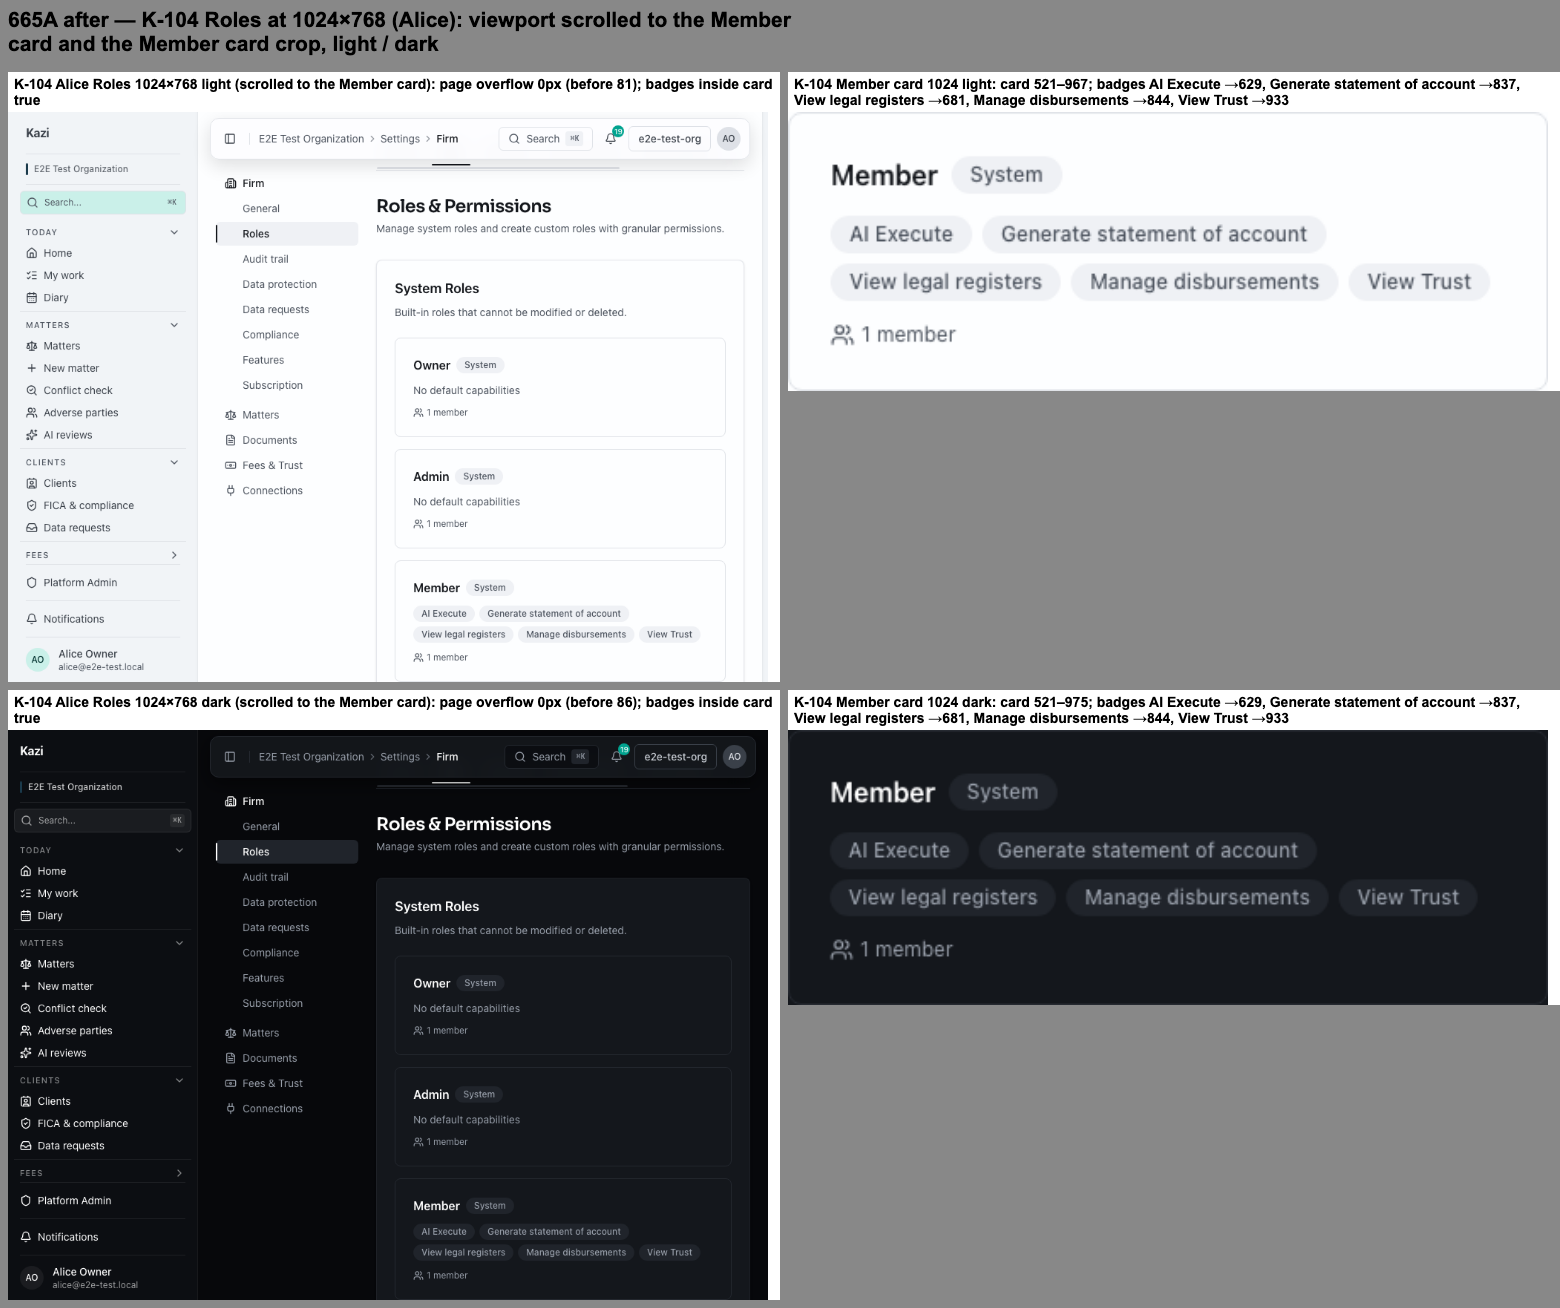 665A after — K-104 Roles at 1024×768 (Alice): viewport scrolled to the Member
card and the Member card crop, light / dark
K-104 Alice Roles 1024×768 light (scrolled to the Member card): page overflow 0px (before 81); badges inside card
true
Kazi
E2E Test Organization
Search... ⌘K
TODAY
Home
My work
Diary
MATTERS
Matters
New matter
Conflict check
Adverse parties
AI reviews
CLIENTS
Clients
FICA & compliance
Data requests
FEES
Platform Admin
Notifications
AO Alice Owner
alice@e2e-test.local
E2E Test Organization > Settings > Firm
Search ⌘K
19
e2e-test-org
AO
Firm
General
Roles
Audit trail
Data protection
Data requests
Compliance
Features
Subscription
Matters
Documents
Fees & Trust
Connections
Roles & Permissions
Manage system roles and create custom roles with granular permissions.
System Roles
Built-in roles that cannot be modified or deleted.
Owner System
No default capabilities
1 member
Admin System
No default capabilities
1 member
Member System
AI Execute Generate statement of account
View legal registers Manage disbursements View Trust
1 member
K-104 Member card 1024 light: card 521–967; badges AI Execute →629, Generate statement of account →837,
View legal registers →681, Manage disbursements →844, View Trust →933
Member System
AI Execute Generate statement of account
View legal registers Manage disbursements View Trust
1 member
K-104 Alice Roles 1024×768 dark (scrolled to the Member card): page overflow 0px (before 86); badges inside card
true
Kazi
E2E Test Organization
Search... ⌘K
TODAY
Home
My work
Diary
MATTERS
Matters
New matter
Conflict check
Adverse parties
AI reviews
CLIENTS
Clients
FICA & compliance
Data requests
FEES
Platform Admin
Notifications
AO Alice Owner
alice@e2e-test.local
E2E Test Organization > Settings > Firm
Search ⌘K
19
e2e-test-org
AO
Firm
General
Roles
Audit trail
Data protection
Data requests
Compliance
Features
Subscription
Matters
Documents
Fees & Trust
Connections
Roles & Permissions
Manage system roles and create custom roles with granular permissions.
System Roles
Built-in roles that cannot be modified or deleted.
Owner System
No default capabilities
1 member
Admin System
No default capabilities
1 member
Member System
AI Execute Generate statement of account
View legal registers Manage disbursements View Trust
1 member
K-104 Member card 1024 dark: card 521–975; badges AI Execute →629, Generate statement of account →837,
View legal registers →681, Manage disbursements →844, View Trust →933
Member System
AI Execute Generate statement of account
View legal registers Manage disbursements View Trust
1 member